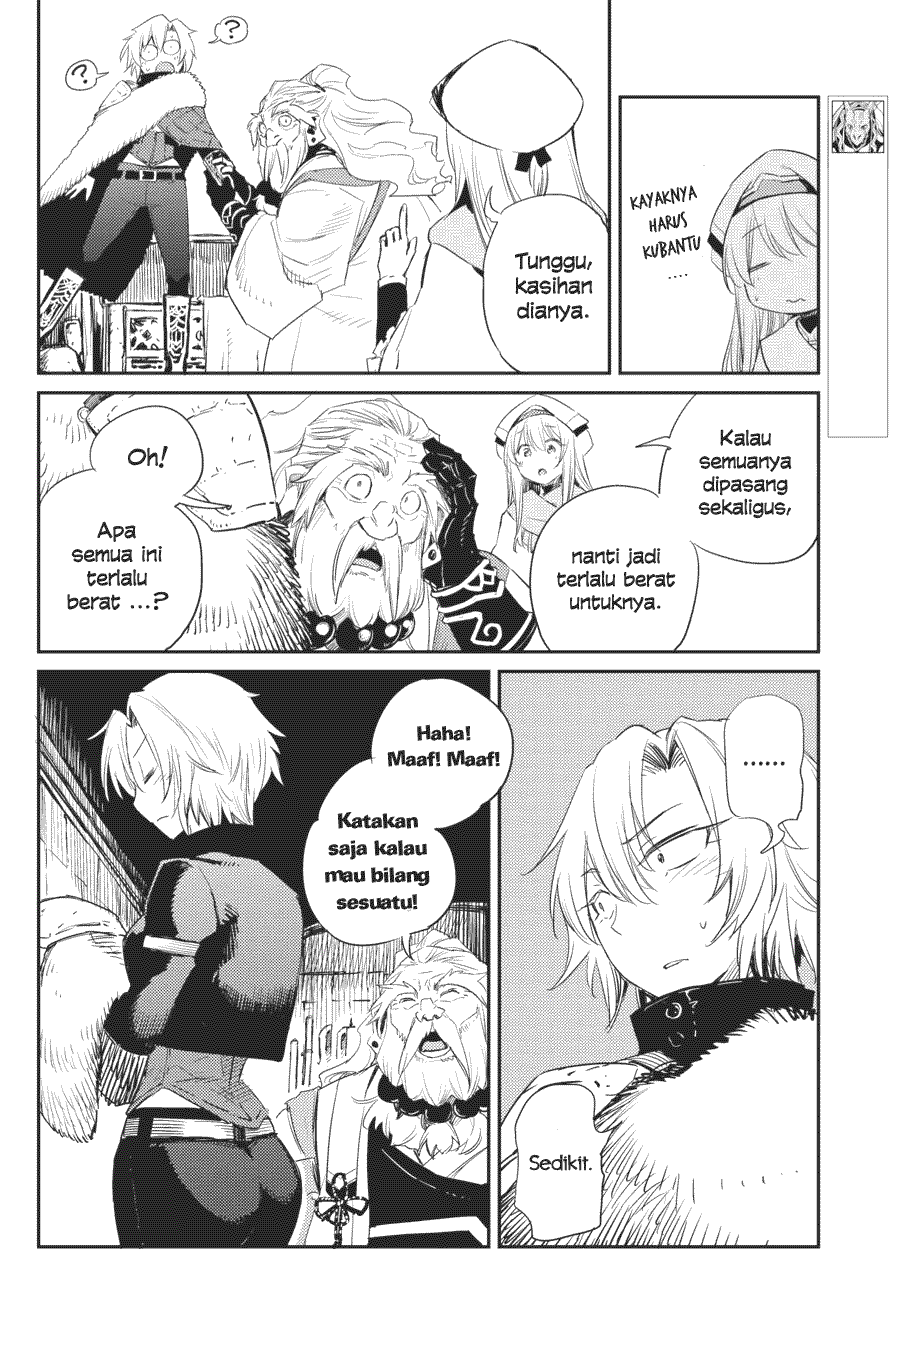 KAYAKNYA
HARUS
KUBANTU
....
?
?
Tunggu,
kasihan
dianya.
Kalau
semuanya
dipasang
sekaligus,
nanti jadi
terlalu berat
untuknya.
Oh!
Apa
semua ini
terlalu
berat ...?
......
Sedikit.
Haha!
Maaf! Maaf!
Katakan
saja kalau
mau bilang
sesuatu!